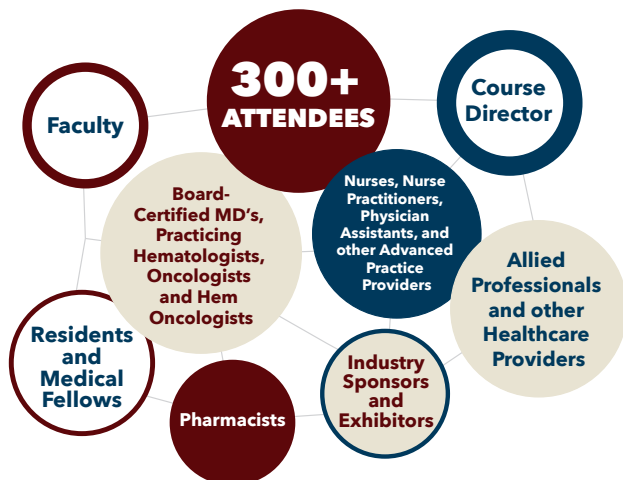 300+
ATTENDEES
Course
Director
Faculty
Board-
Certified MD's,
Practicing
Hematologists,
Oncologists
and Hem
Oncologists
Nurses, Nurse
Practitioners,
Physician
Assistants, and
other Advanced
Practice
Providers
Allied
Professionals
and other
Healthcare
Providers
Residents
and
Medical
Fellows
Industry
Sponsors
and
Exhibitors
Pharmacists